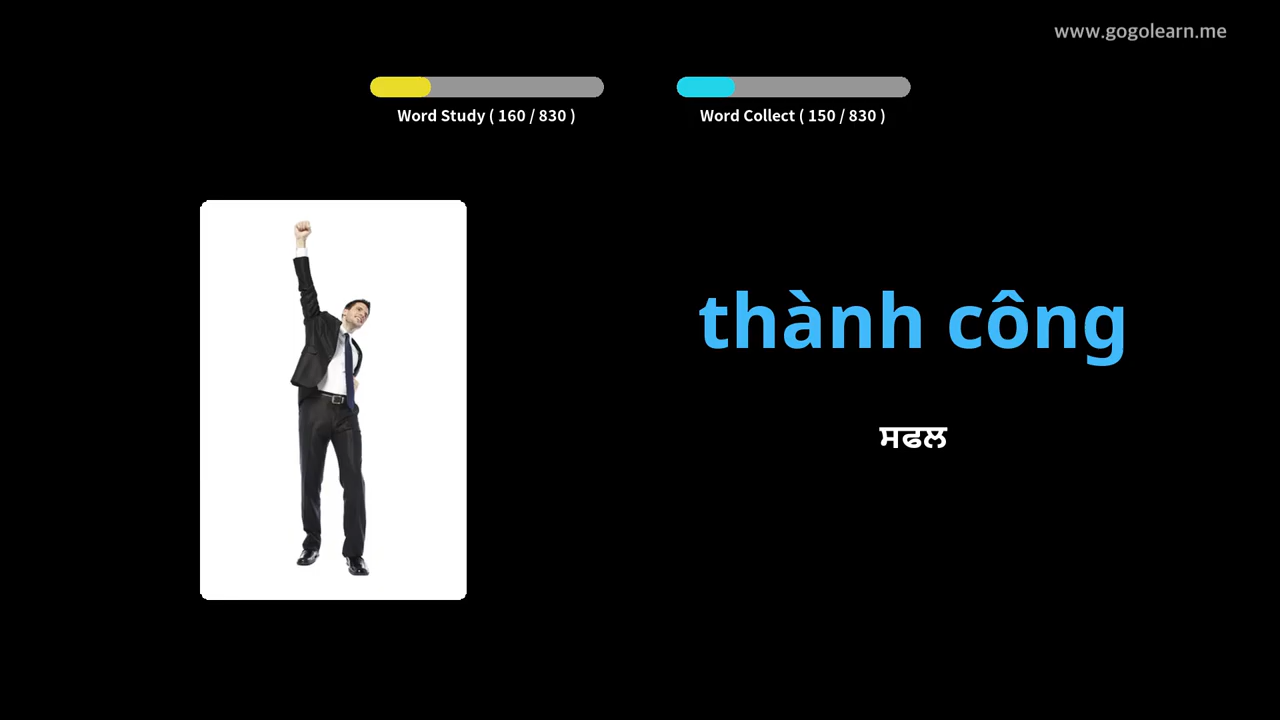 www.gogolearn.me
Word Study ( 160 / 830 )
Word Collect ( 150 / 830 )
thành công
ਸਫਲ